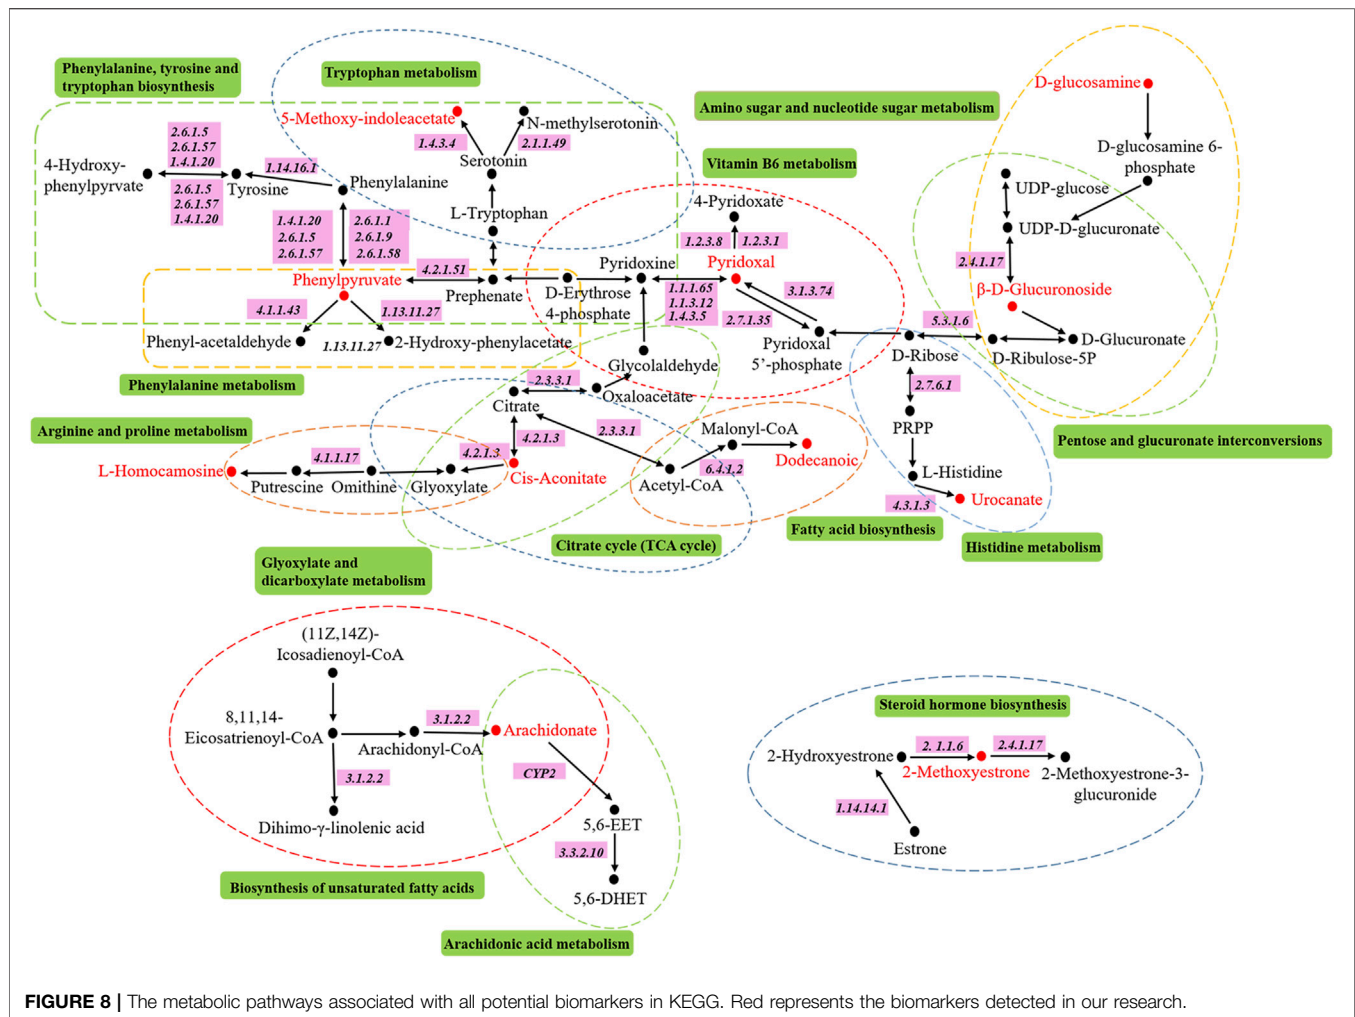 Phenylalanine, tyrosine and
tryptophan biosynthesis
Tryptophan metabolism
Amino sugar and nucleotide sugar metabolism
Vitamin B6 metabolism
D-glucosamine
D-glucosamine 6-
phosphate
UDP-glucose
UDP-D-glucuronate
2.4.1.17
β-D-Glucuronoside
D-Glucuronate
D-Ribulose-5P
5.3.1.6
Pentose and glucuronate interconversions
5-Methoxy-indoleacetate
N-methylserotonin
1.4.3.4
2.1.1.49
Serotonin
L-Tryptophan
4-Hydroxy-
phenylpyrvate
2.6.1.5
2.6.1.57
1.4.1.20
2.6.1.5
2.6.1.57
1.4.1.20
Tyrosine
1.14.16.1
Phenylalanine
1.4.1.20
2.6.1.5
2.6.1.57
2.6.1.1
2.6.1.9
2.6.1.58
Phenylpyruvate
4.2.1.51
Prephenate
D-Erythrose
4-phosphate
4.1.1.43
1.13.11.27
Phenyl-acetaldehyde
1.13.11.27
2-Hydroxy-phenylacetate
Phenylalanine metabolism
4-Pyridoxate
1.2.3.8
1.2.3.1
Pyridoxine
Pyridoxal
1.1.1.65
1.1.3.12
1.4.3.5
3.1.3.74
2.7.1.35
Pyridoxal
5’-phosphate
Glycolaldehyde
D-Ribose
2.7.6.1
PRPP
L-Histidine
4.3.1.3
Urocanate
Histidine metabolism
2.3.3.1
Citrate
Oxaloacetate
4.2.1.3
2.3.3.1
4.2.1.3
Cis-Aconitate
Glyoxylate
Arginine and proline metabolism
L-Homocamosine
4.1.1.17
Putrescine
Omithine
Malonyl-CoA
Dodecanoic
6.4.1.2
Acetyl-CoA
Fatty acid biosynthesis
Citrate cycle (TCA cycle)
Glyoxylate and
dicarboxylate metabolism
(11Z,14Z)-
Icosadienoyl-CoA
8,11,14-
Eicosatrienoyl-CoA
Arachidonyl-CoA
3.1.2.2
Arachidonate
3.1.2.2
Dihimo-γ-linolenic acid
CYP2
5,6-EET
3.3.2.10
5,6-DHET
Biosynthesis of unsaturated fatty acids
Arachidonic acid metabolism
Steroid hormone biosynthesis
2-Hydroxyestrone
2. 1.1.6
2-Methoxyestrone
2.4.1.17
2-Methoxyestrone-3-
glucuronide
1.14.14.1
Estrone
FIGURE 8 | The metabolic pathways associated with all potential biomarkers in KEGG. Red represents the biomarkers detected in our research.